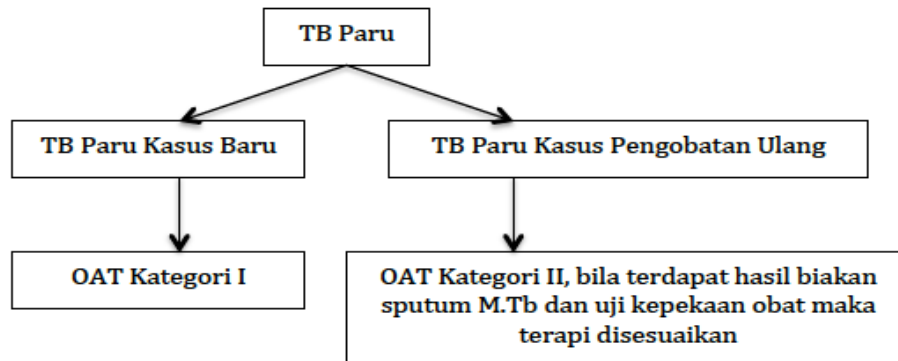 TB Paru
TB Paru Kasus Baru
TB Paru Kasus Pengobatan Ulang
OAT Kategori I
OAT Kategori II, bila terdapat hasil biakan
sputum M.Tb dan uji kepekaan obat maka
terapi disesuaikan